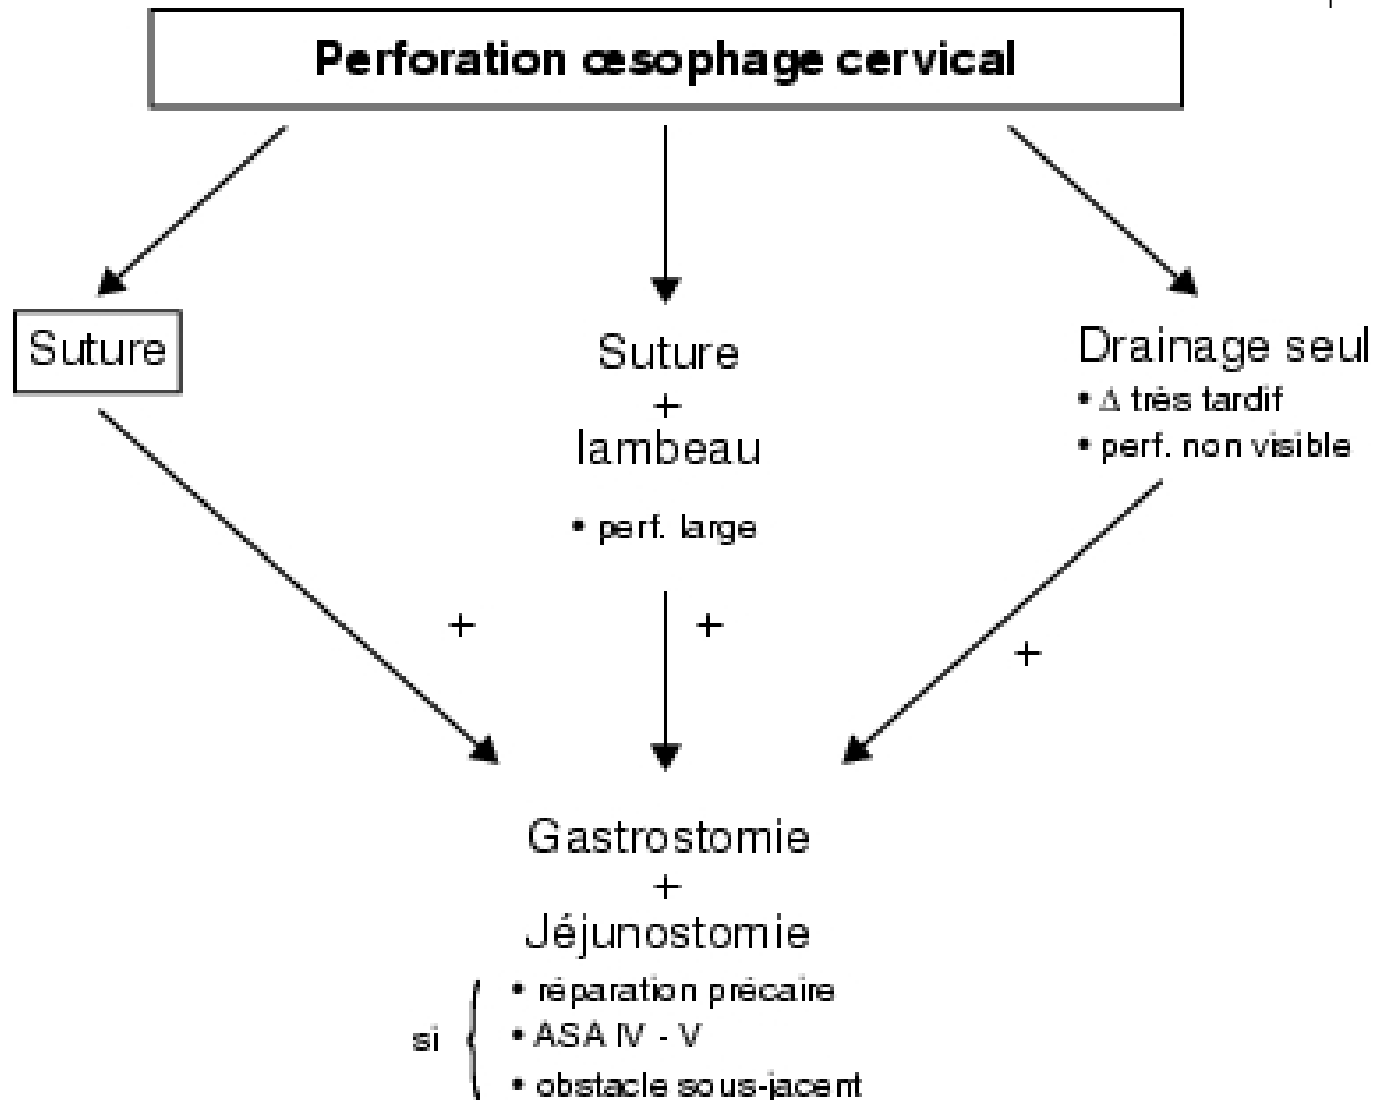 Perforation œsophage cervical
Suture
Suture
+
lambeau
• perf. large
Drainage seul
• Δ très tardif
• perf. non visible
+
+
+
Gastrostomie
+
Jéjunostomie
si
• réparation précaire
• ASA IV - V
• obstacle sous-jacent